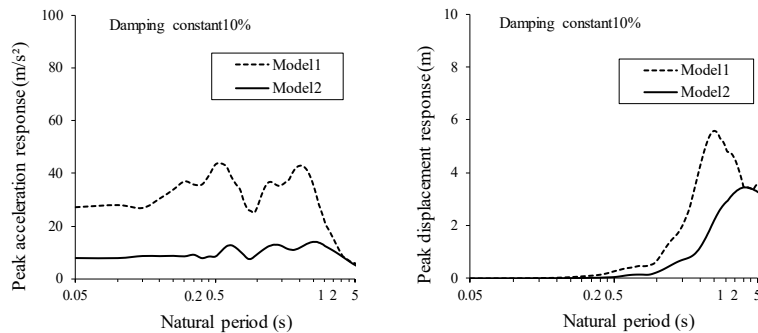 Damping constant10%
Model1
Model2
Peak acceleration response (m/s²)
100
80
60
40
20
0
0.05 0.2 0.5 1 2 5
Natural period (s)
Damping constant10%
Model1
Model2
Peak displacement response (m)
10
8
6
4
2
0
0.05 0.2 0.5 1 2 5
Natural period (s)